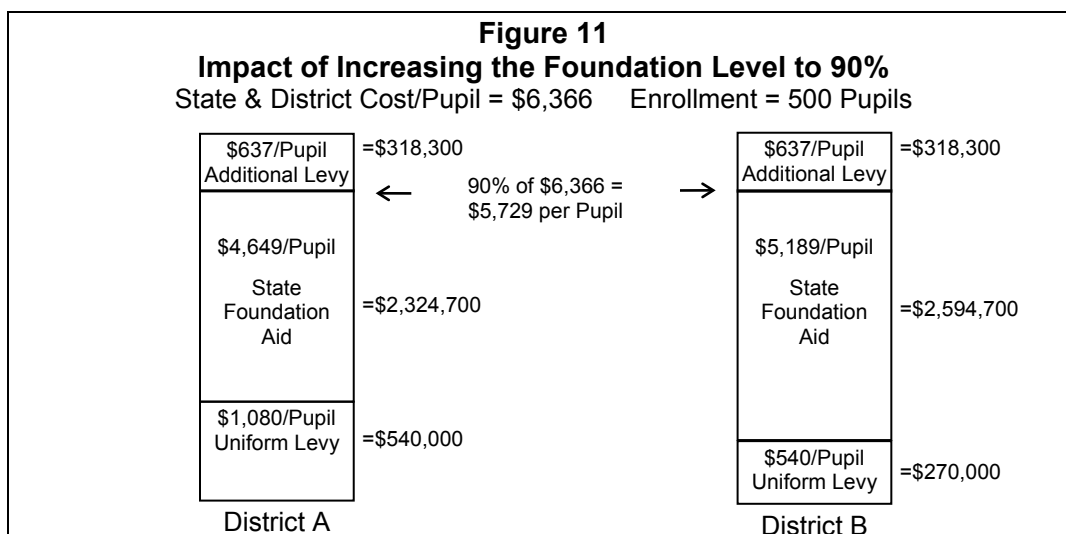 Figure 11
Impact of Increasing the Foundation Level to 90%
State & District Cost/Pupil = $6,366 Enrollment = 500 Pupils
$637/Pupil
Additional Levy
=$318,300
90% of $6,366 =
$5,729 per Pupil
$637/Pupil
Additional Levy
=$318,300
$4,649/Pupil
State
Foundation
Aid
=$2,324,700
$5,189/Pupil
State
Foundation
Aid
=$2,594,700
$1,080/Pupil
Uniform Levy
=$540,000
$540/Pupil
Uniform Levy
=$270,000
District A
District B